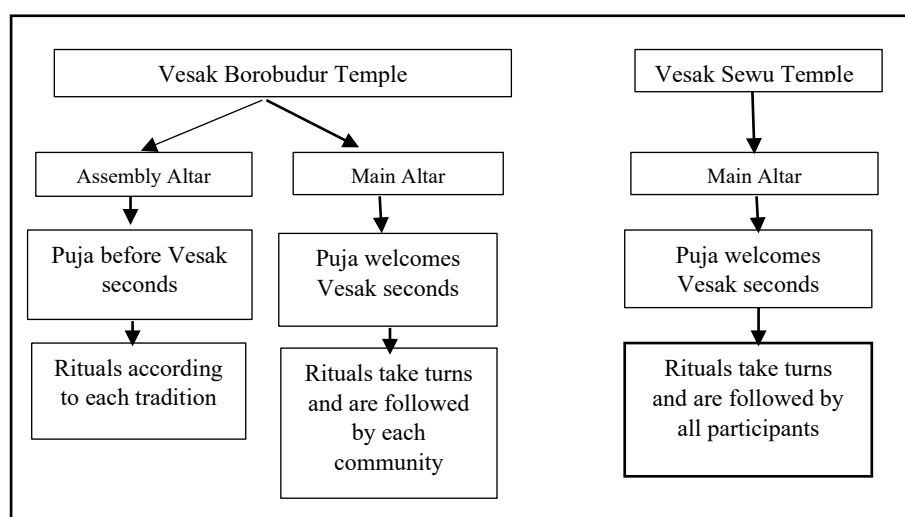 Vesak Borobudur Temple
Vesak Sewu Temple
Assembly Altar
Main Altar
Main Altar
Puja before Vesak
seconds
Puja welcomes
Vesak seconds
Puja welcomes
Vesak seconds
Rituals according
to each tradition
Rituals take turns
and are followed
by each
community
Rituals take turns
and are followed by
all participants